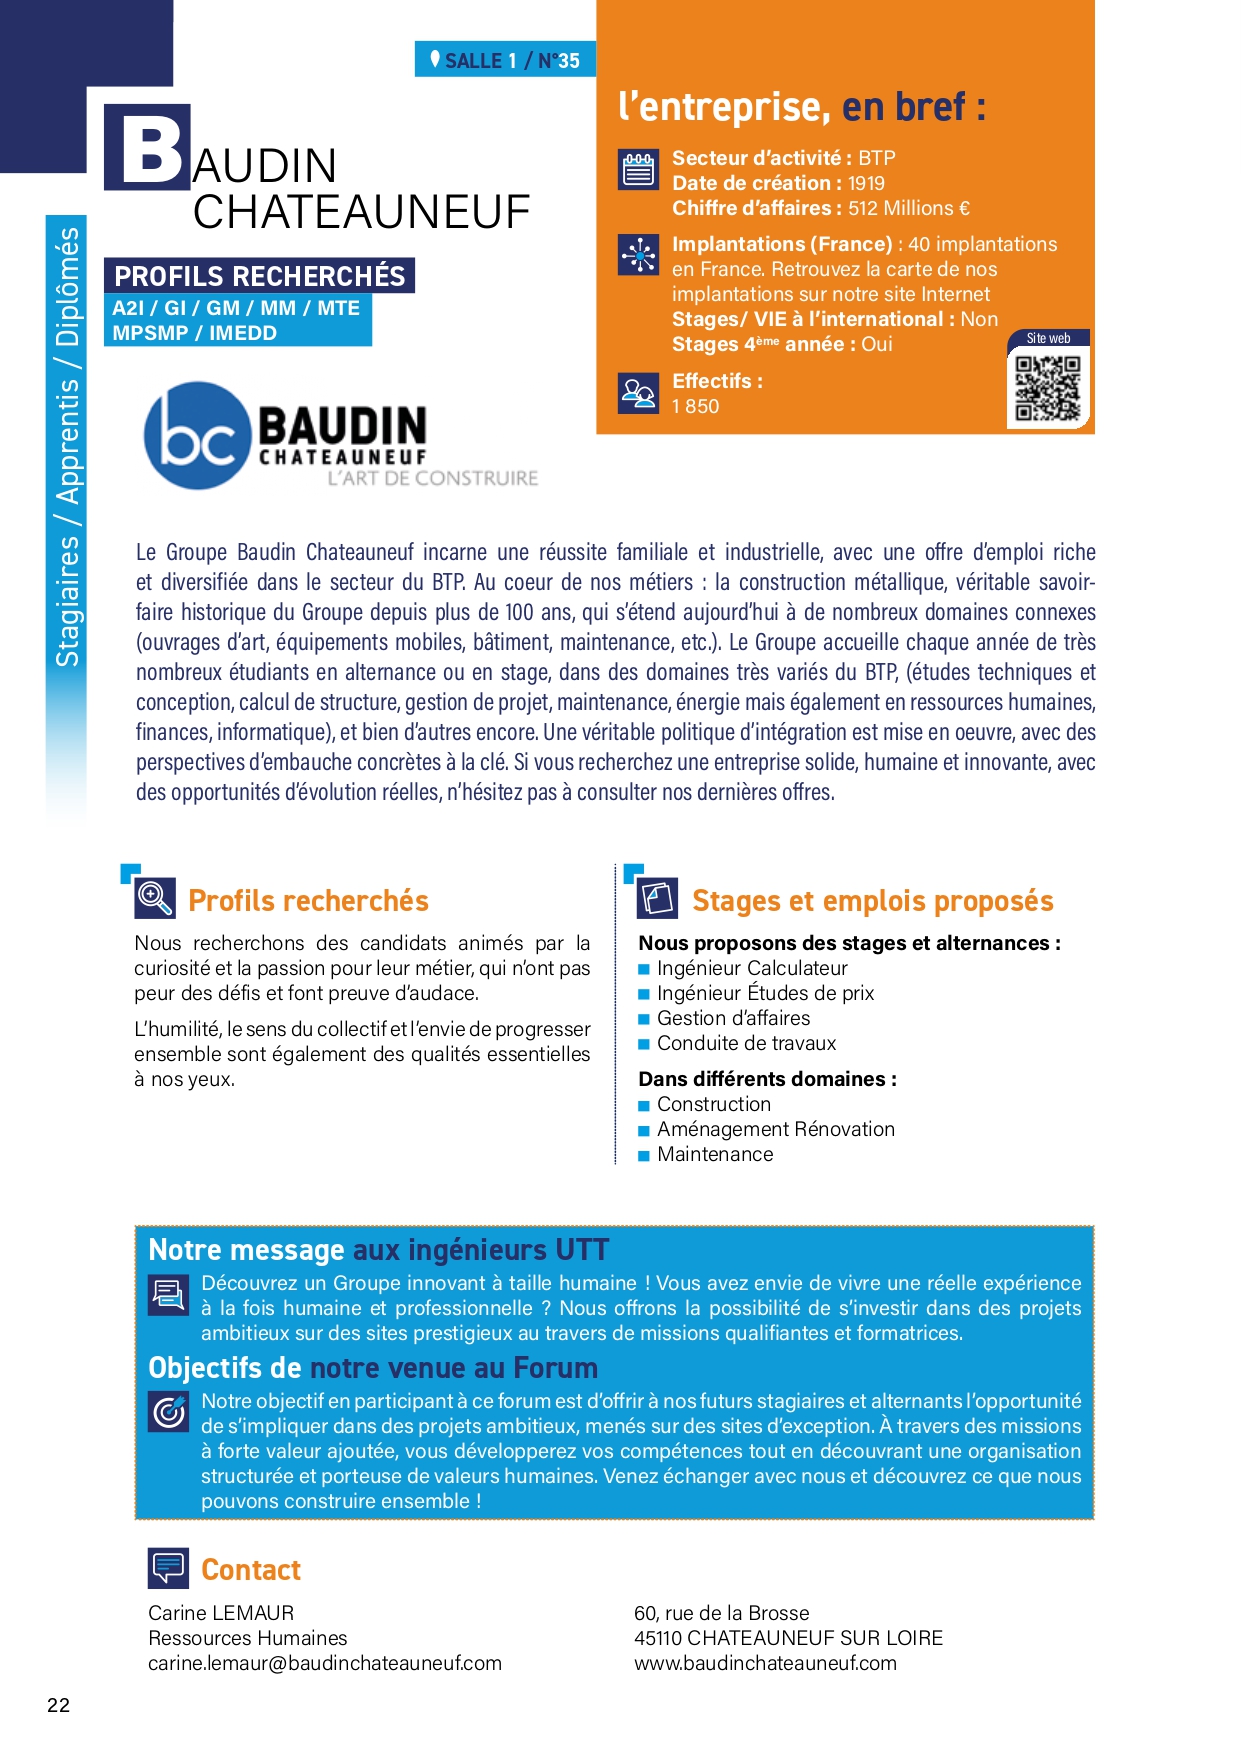 SALLE 1 / N°35
BAUDIN
CHATEAUNEUF
PROFILS RECHERCHÉS
A2I / GI / GM / MM / MTE
MPSMP / IMEDD
Stagiaires / Apprentis / Diplômés
bc BAUDIN
CHATEAUNEUF
L'ART DE CONSTRUIRE
l'entreprise, en bref :
Secteur d'activité : BTP
Date de création : 1919
Chiffre d'affaires : 512 Millions €
Implantations (France) : 40 implantations
en France. Retrouvez la carte de nos
implantations sur notre site Internet
Stages/ VIE à l'international : Non
Stages 4ème année : Oui
Site web
Effectifs :
1 850
Le Groupe Baudin Chateauneuf incarne une réussite familiale et industrielle, avec une offre d'emploi riche
et diversifiée dans le secteur du BTP. Au coeur de nos métiers : la construction métallique, véritable savoir-
faire historique du Groupe depuis plus de 100 ans, qui s'étend aujourd'hui à de nombreux domaines connexes
(ouvrages d'art, équipements mobiles, bâtiment, maintenance, etc.). Le Groupe accueille chaque année de très
nombreux étudiants en alternance ou en stage, dans des domaines très variés du BTP, (études techniques et
conception, calcul de structure, gestion de projet, maintenance, énergie mais également en ressources humaines,
finances, informatique), et bien d'autres encore. Une véritable politique d'intégration est mise en oeuvre, avec des
perspectives d'embauche concrètes à la clé. Si vous recherchez une entreprise solide, humaine et innovante, avec
des opportunités d'évolution réelles, n'hésitez pas à consulter nos dernières offres.
Profils recherchés
Nous recherchons des candidats animés par la
curiosité et la passion pour leur métier, qui n'ont pas
peur des défis et font preuve d'audace.
L'humilité, le sens du collectif et l'envie de progresser
ensemble sont également des qualités essentielles
à nos yeux.
Stages et emplois proposés
Nous proposons des stages et alternances :
Ingénieur Calculateur
Ingénieur Études de prix
Gestion d'affaires
Conduite de travaux
Dans différents domaines :
Construction
Aménagement Rénovation
Maintenance
Notre message aux ingénieurs UTT
Découvrez un Groupe innovant à taille humaine ! Vous avez envie de vivre une réelle expérience
à la fois humaine et professionnelle ? Nous offrons la possibilité de s'investir dans des projets
ambitieux sur des sites prestigieux au travers de missions qualifiantes et formatrices.
Objectifs de notre venue au Forum
Notre objectif en participant à ce forum est d'offrir à nos futurs stagiaires et alternants l'opportunité
de s'impliquer dans des projets ambitieux, menés sur des sites d'exception. À travers des missions
à forte valeur ajoutée, vous développerez vos compétences tout en découvrant une organisation
structurée et porteuse de valeurs humaines. Venez échanger avec nous et découvrez ce que nous
pouvons construire ensemble !
Contact
Carine LEMAUR
Ressources Humaines
carine.lemaur@baudinchateauneuf.com
60, rue de la Brosse
45110 CHATEAUNEUF SUR LOIRE
www.baudinchateauneuf.com
22